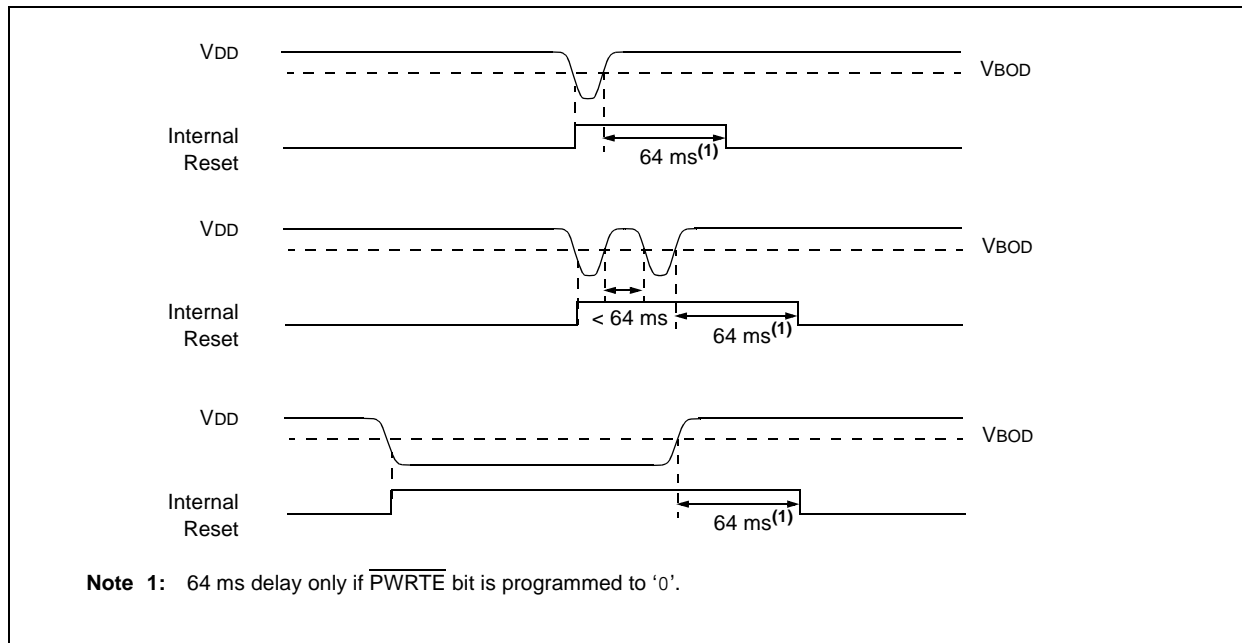 VDD
VBOD
Internal
Reset
64 ms(1)
VDD
VBOD
Internal
Reset
< 64 ms
64 ms(1)
VDD
VBOD
Internal
Reset
64 ms(1)
Note 1: 64 ms delay only if PWRTE bit is programmed to ‘0’.